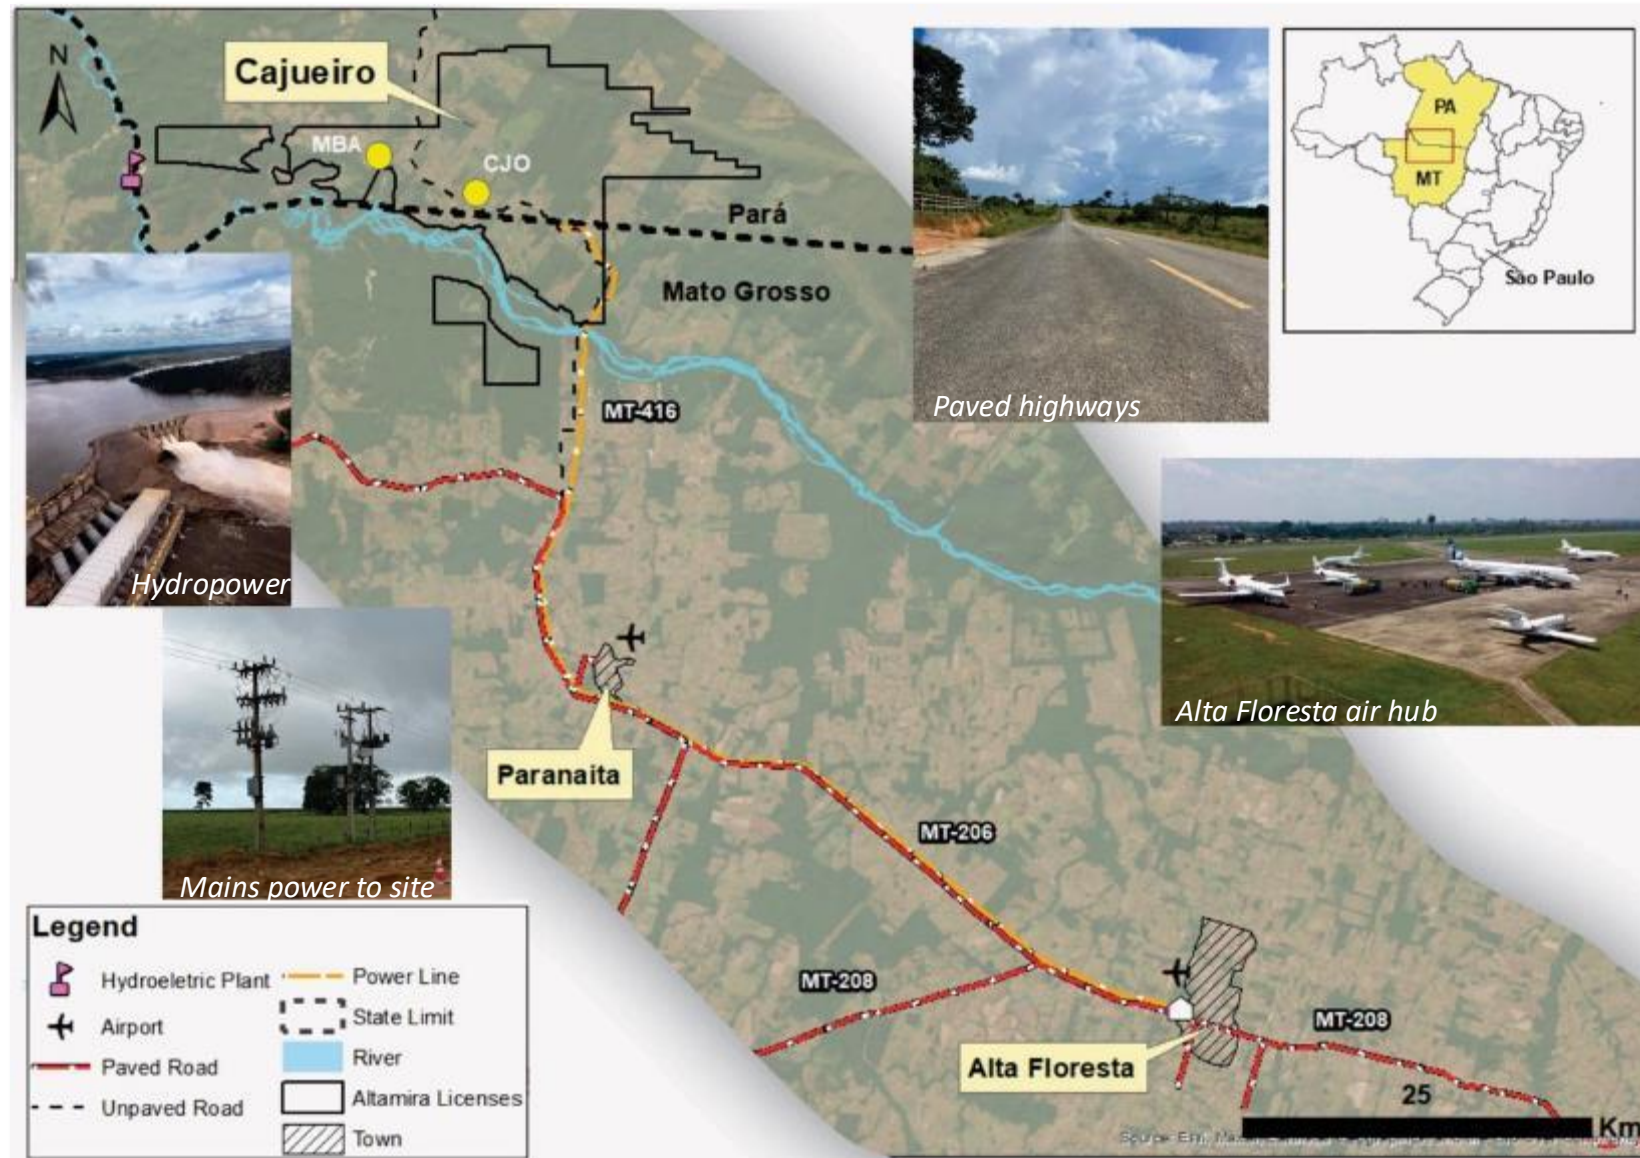 N
Cajueiro
MBA
CJO
Pará
Mato Grosso
PA
MT
São Paulo
Paved highways
MT-416
Hydropower
Alta Floresta air hub
Paranaita
Mains power to site
MT-206
MT-208
MT-208
Alta Floresta
25
Km
Legend
Hydroeletric Plant
Airport
Paved Road
Unpaved Road
Power Line
State Limit
River
Altamira Licenses
Town
Source: Esri,